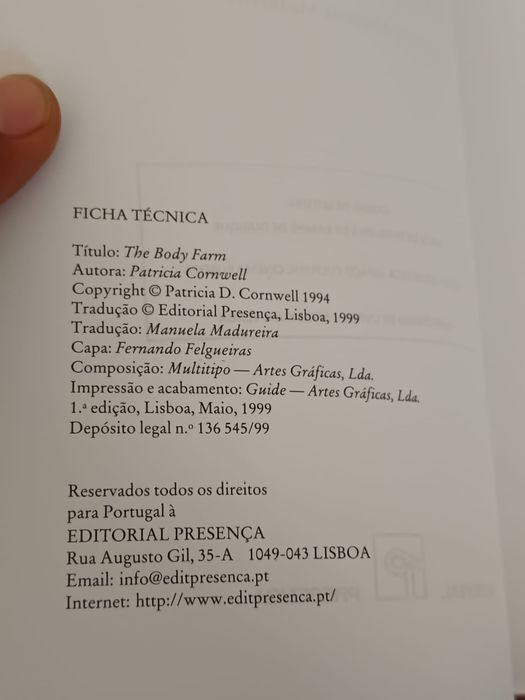 FICHA TÉCNICA
Título: The Body Farm
Autora: Patricia Cornwell
Copyright © Patricia D. Cornwell 1994
Tradução © Editorial Presença, Lisboa, 1999
Tradução: Manuela Madureira
Capa: Fernando Felgueiras
Composição: Multitipo — Artes Gráficas, Lda.
Impressão e acabamento: Guide — Artes Gráficas, Lda.
1.ª edição, Lisboa, Maio, 1999
Depósito legal n.º 136 545/99
Reservados todos os direitos
para Portugal à
EDITORIAL PRESENÇA
Rua Augusto Gil, 35-A 1049-043 LISBOA
Email: info@editpresenca.pt
Internet: http://www.editpresenca.pt/